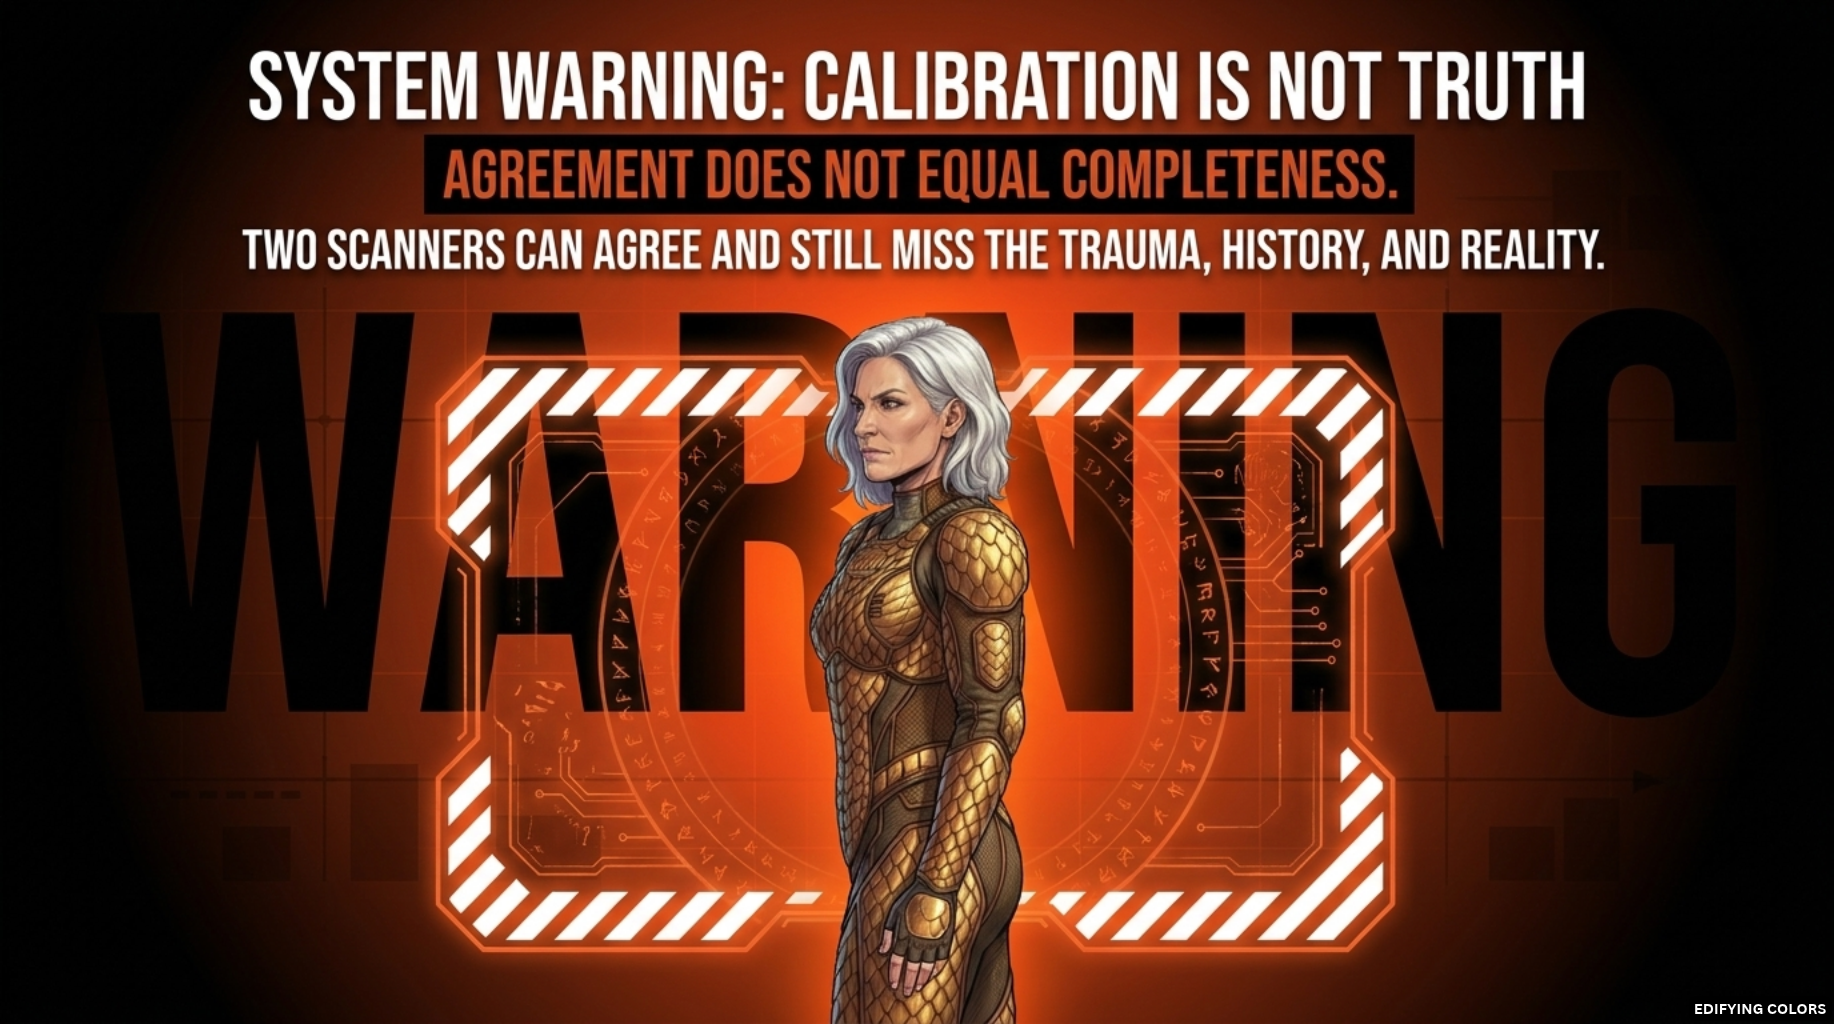 SYSTEM WARNING: CALIBRATION IS NOT TRUTH
AGREEMENT DOES NOT EQUAL COMPLETENESS.
TWO SCANNERS CAN AGREE AND STILL MISS THE TRAUMA, HISTORY, AND REALITY.
WARNING
EDIFYING COLORS